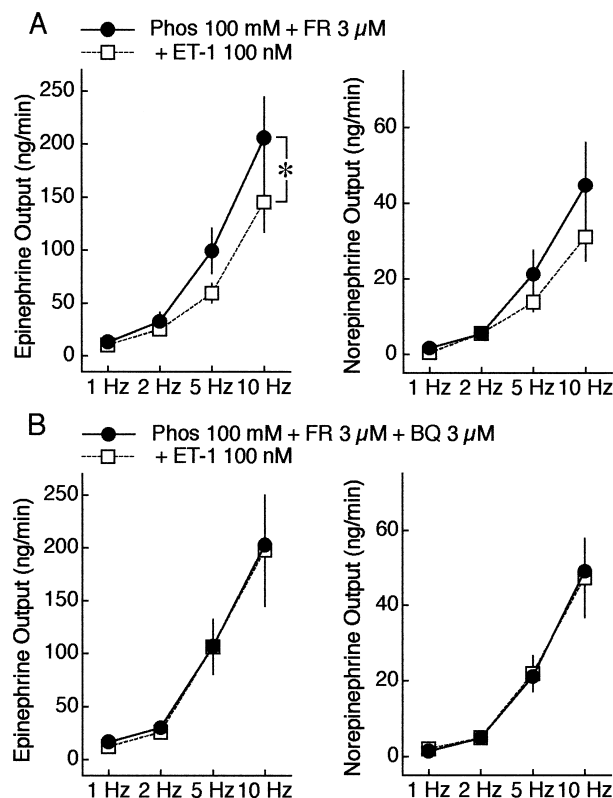 A
Phos 100 mM + FR 3 µM
+ ET-1 100 nM
Epinephrine Output (ng/min)
250
200
150
100
50
0
*
1 Hz 2 Hz 5 Hz 10 Hz
Norepinephrine Output (ng/min)
60
40
20
0
1 Hz 2 Hz 5 Hz 10 Hz
B
Phos 100 mM + FR 3 µM + BQ 3 µM
+ ET-1 100 nM
Epinephrine Output (ng/min)
250
200
150
100
50
0
1 Hz 2 Hz 5 Hz 10 Hz
Norepinephrine Output (ng/min)
60
40
20
0
1 Hz 2 Hz 5 Hz 10 Hz